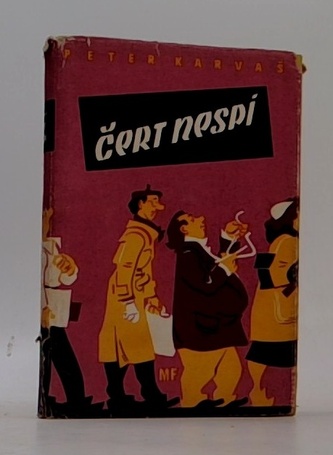 PETER KARVAŠ
čERT nespí
MF